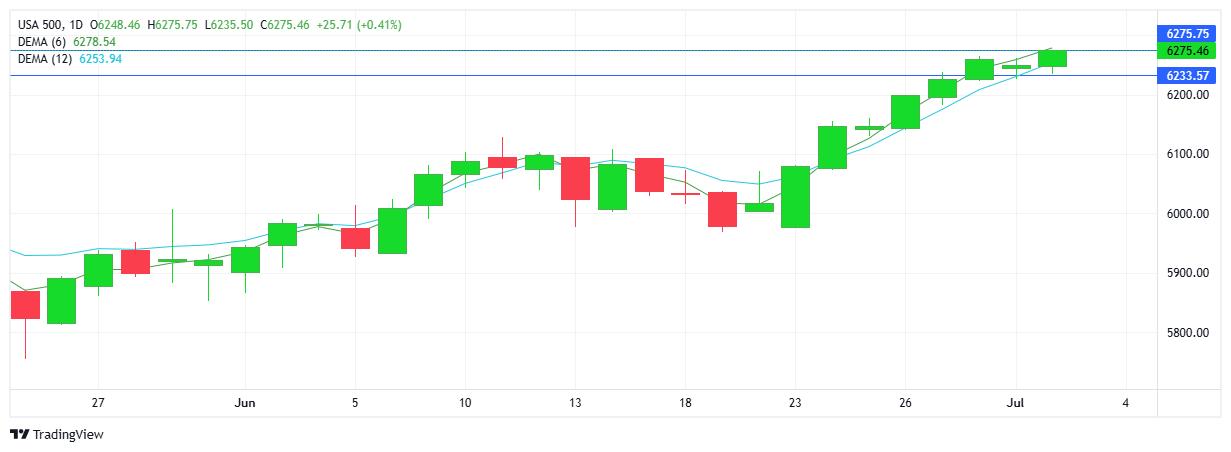 USA 500, 1D O6248.46 H6275.75 L6235.50 C6275.46 +25.71 (+0.41%)
DEMA (6) 6278.54
DEMA (12) 6253.94
6275.75
6275.46
6233.57
6200.00
6100.00
6000.00
5900.00
5800.00
27 Jun 5 10 13 18 23 26 Jul 4
TradingView